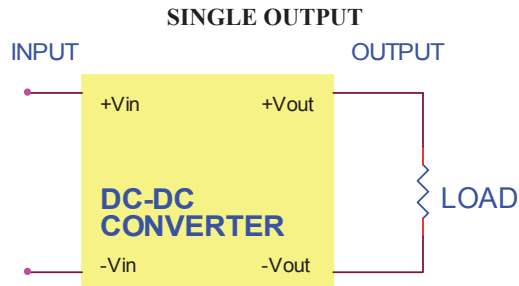 SINGLE OUTPUT
INPUT OUTPUT
+Vin +Vout
DC-DC
CONVERTER
LOAD
-Vin -Vout